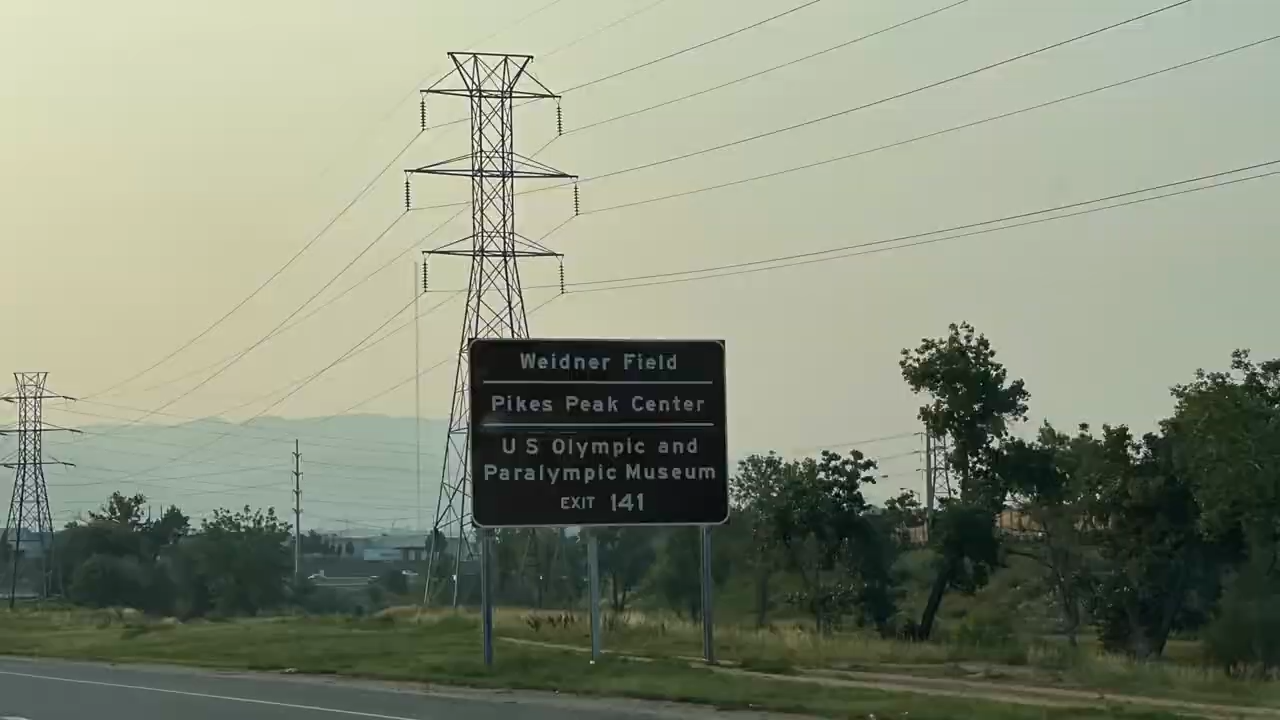 Weidner Field
Pikes Peak Center
U S Olympic and
Paralympic Museum
EXIT 141